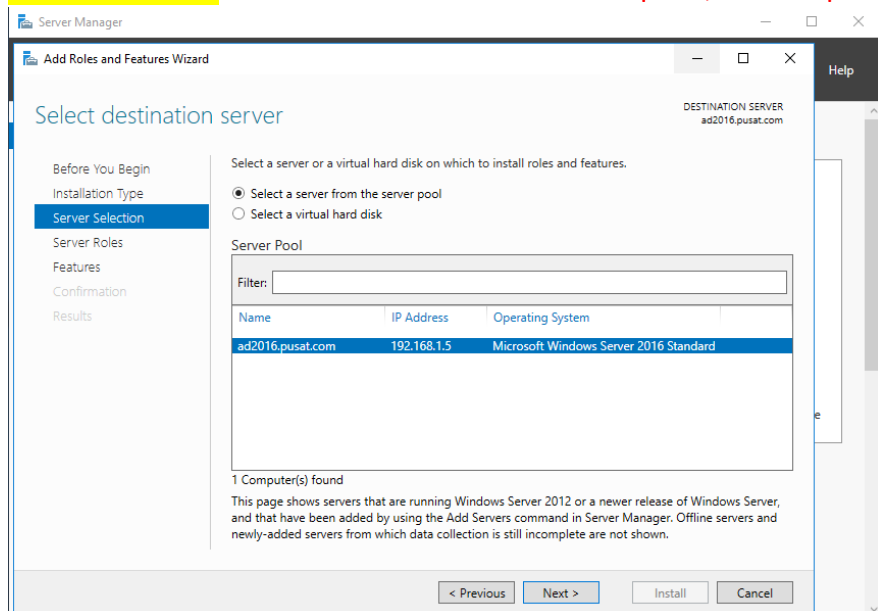 Server Manager
Add Roles and Features Wizard
Help
Select destination server
DESTINATION SERVER
ad2016.pusat.com
Before You Begin
Installation Type
Server Selection
Server Roles
Features
Confirmation
Results
Select a server or a virtual hard disk on which to install roles and features.
Select a server from the server pool
Select a virtual hard disk
Server Pool
Filter:
Name IP Address Operating System
ad2016.pusat.com 192.168.1.5 Microsoft Windows Server 2016 Standard
1 Computer(s) found
This page shows servers that are running Windows Server 2012 or a newer release of Windows Server,
and that have been added by using the Add Servers command in Server Manager. Offline servers and
newly-added servers from which data collection is still incomplete are not shown.
< Previous Next > Install Cancel